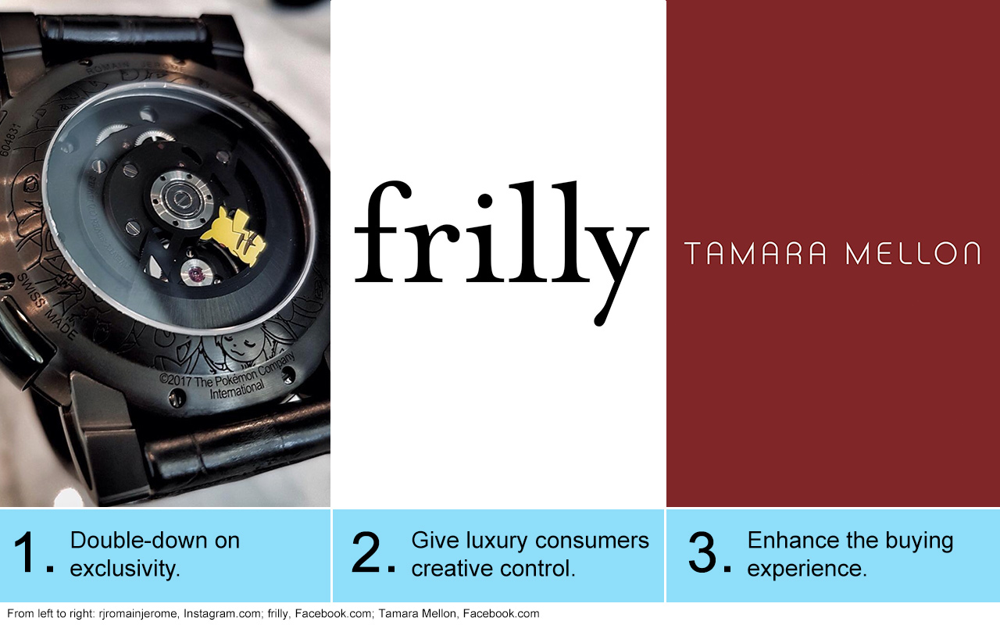 ROMAIN JEROME
604831
SWISS MADE
©2017 The Pokémon Company
International
frilly
TAMARA MELLON
1. Double-down on
exclusivity.
2. Give luxury consumers
creative control.
3. Enhance the buying
experience.
From left to right: rjromainjerome, Instagram.com; frilly, Facebook.com; Tamara Mellon, Facebook.com